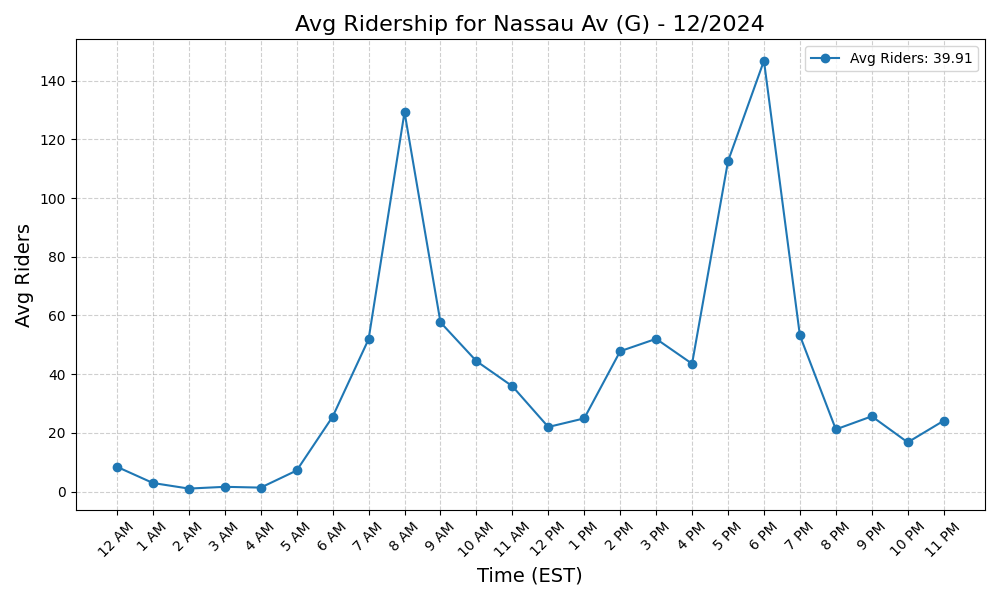 Avg Ridership for Nassau Av (G) - 12/2024
Avg Riders: 39.91
Avg Riders
140
120
100
80
60
40
20
0
12 AM
1 AM
2 AM
3 AM
4 AM
5 AM
6 AM
7 AM
8 AM
9 AM
10 AM
11 AM
12 PM
1 PM
2 PM
3 PM
4 PM
5 PM
6 PM
7 PM
8 PM
9 PM
10 PM
11 PM
Time (EST)